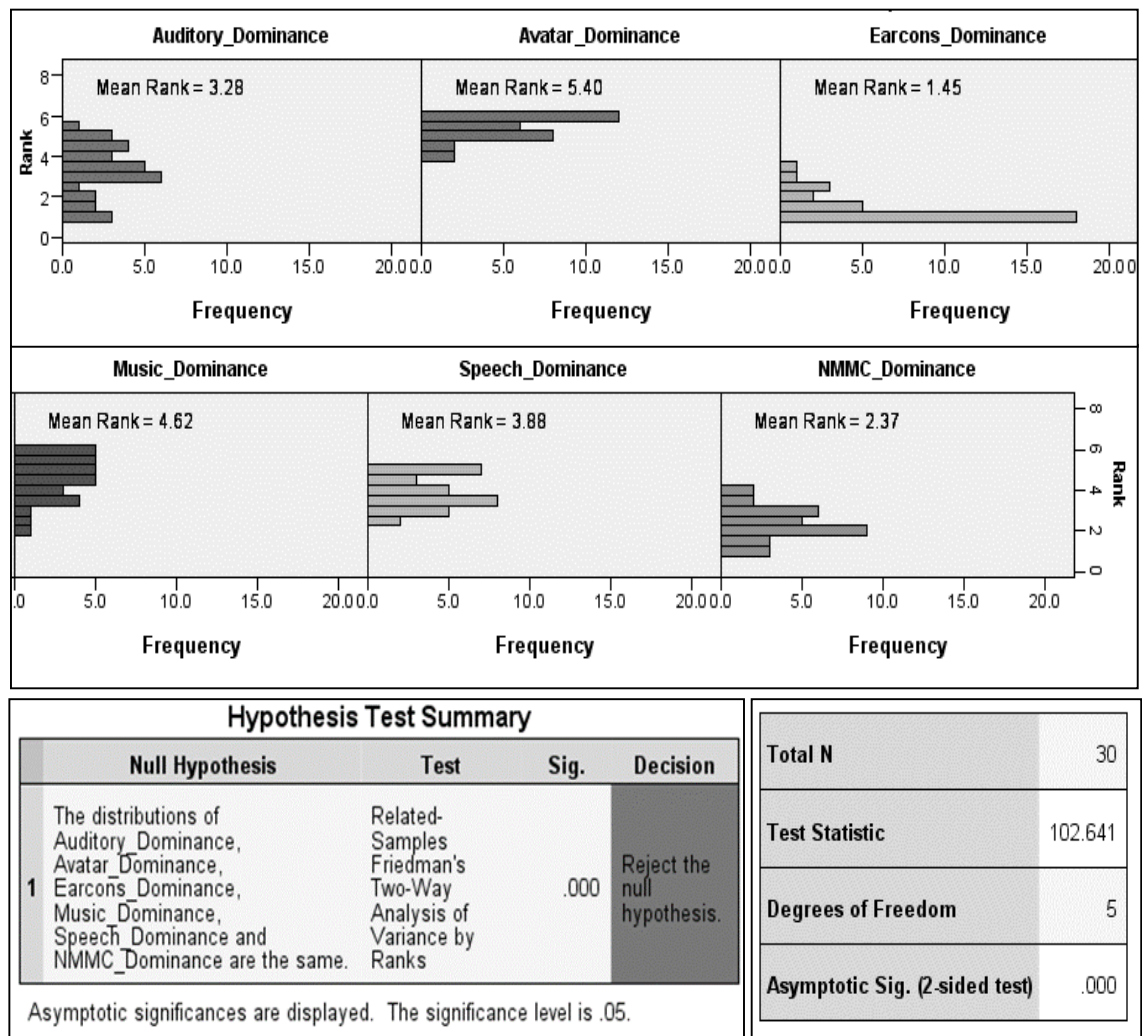 Auditory_Dominance Avatar_Dominance Earcons_Dominance
Mean Rank = 3.28 Mean Rank = 5.40 Mean Rank = 1.45
Rank
8
6
4
2
0
0.0 5.0 10.0 15.0 20.0 0.0 5.0 10.0 15.0 20.0 0.0 5.0 10.0 15.0 20.0
Frequency Frequency Frequency
Music_Dominance Speech_Dominance NMMC_Dominance
Mean Rank = 4.62 Mean Rank = 3.88 Mean Rank = 2.37
8
6
4
2
0
Rank
.0 5.0 10.0 15.0 20.0 0.0 5.0 10.0 15.0 20.0 0.0 5.0 10.0 15.0 20.0
Frequency Frequency Frequency
Hypothesis Test Summary
Null Hypothesis Test Sig. Decision
1
The distributions of
Auditory_Dominance,
Avatar_Dominance,
Earcons_Dominance,
Music_Dominance,
Speech_Dominance and
NMMC_Dominance are the same.
Related-
Samples
Friedman's
Two-Way
Analysis of
Variance by
Ranks
.000
Reject the
null
hypothesis.
Asymptotic significances are displayed. The significance level is .05.
Total N 30
Test Statistic 102.641
Degrees of Freedom 5
Asymptotic Sig. (2-sided test) .000